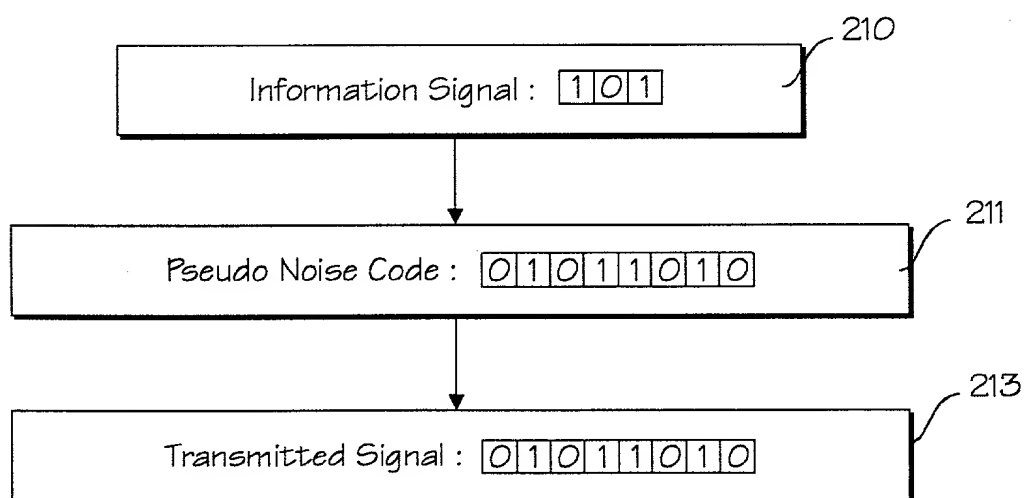 210
Information Signal : 1 0 1
211
Pseudo Noise Code : 0 1 0 1 1 0 1 0
213
Transmitted Signal : 0 1 0 1 1 0 1 0